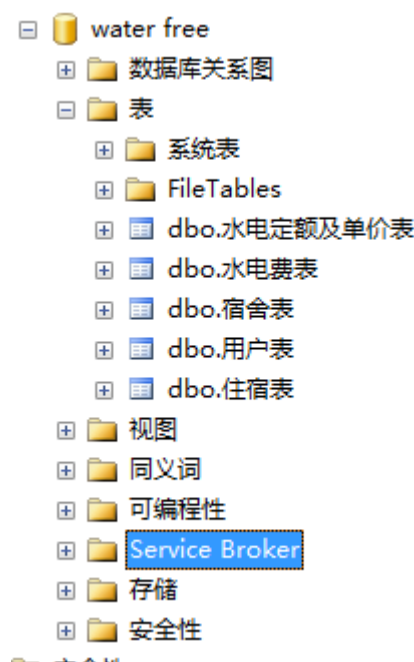 water free
数据库关系图
表
系统表
FileTables
dbo.水电定额及单价表
dbo.水电费表
dbo.宿舍表
dbo.用户表
dbo.住宿表
视图
同义词
可编程性
Service Broker
存储
安全性